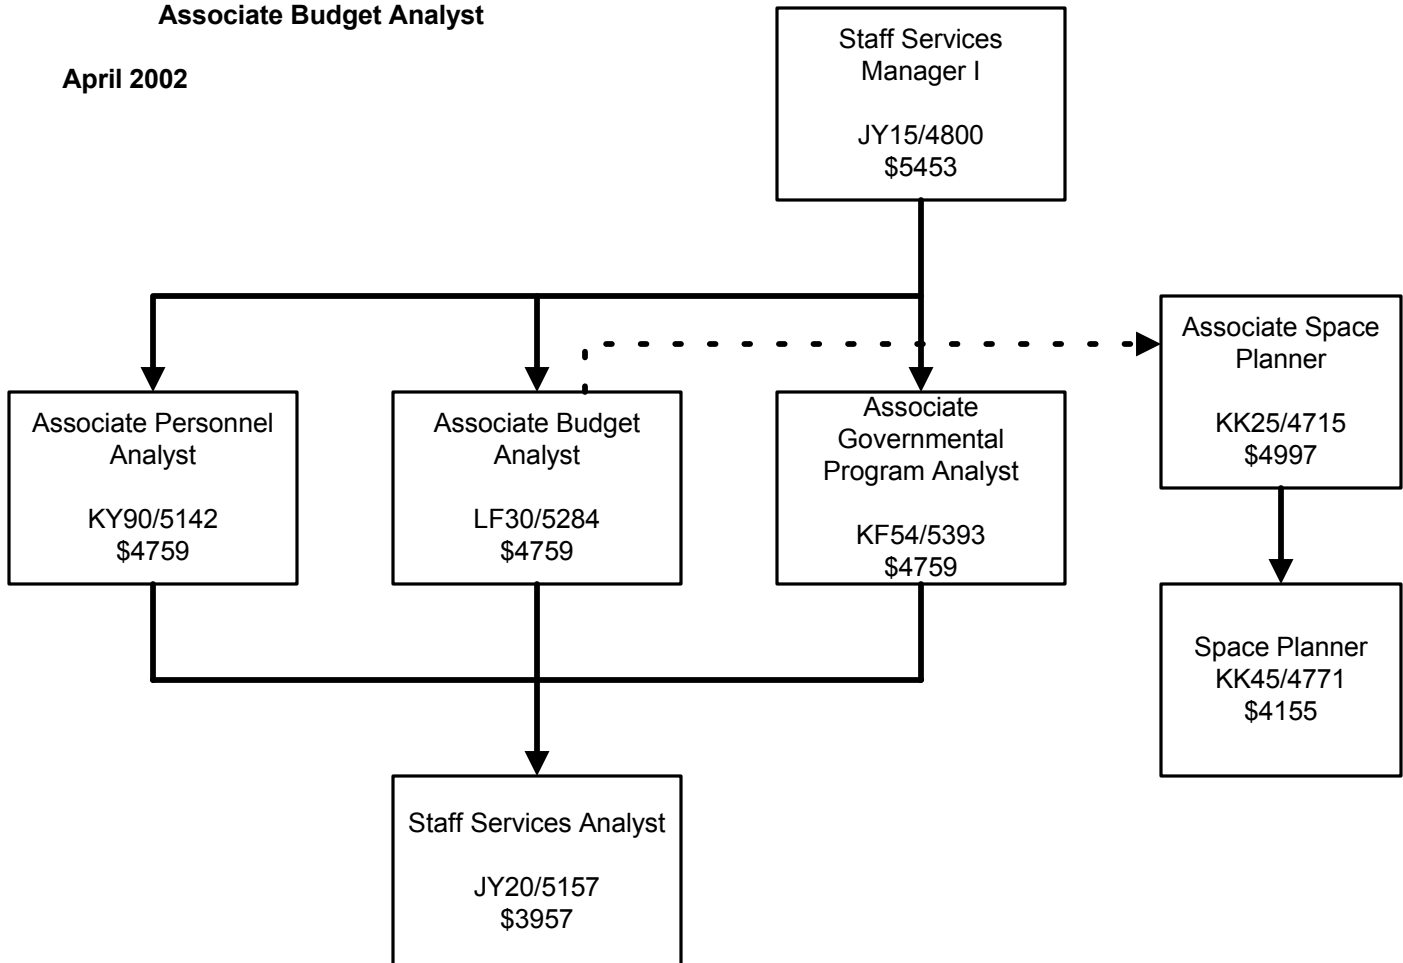 Associate Budget Analyst
April 2002
Staff Services
Manager I
JY15/4800
$5453
Associate Space
Planner
KK25/4715
$4997
Associate Personnel
Analyst
KY90/5142
$4759
Associate Budget
Analyst
LF30/5284
$4759
Associate
Governmental
Program Analyst
KF54/5393
$4759
Space Planner
KK45/4771
$4155
Staff Services Analyst
JY20/5157
$3957